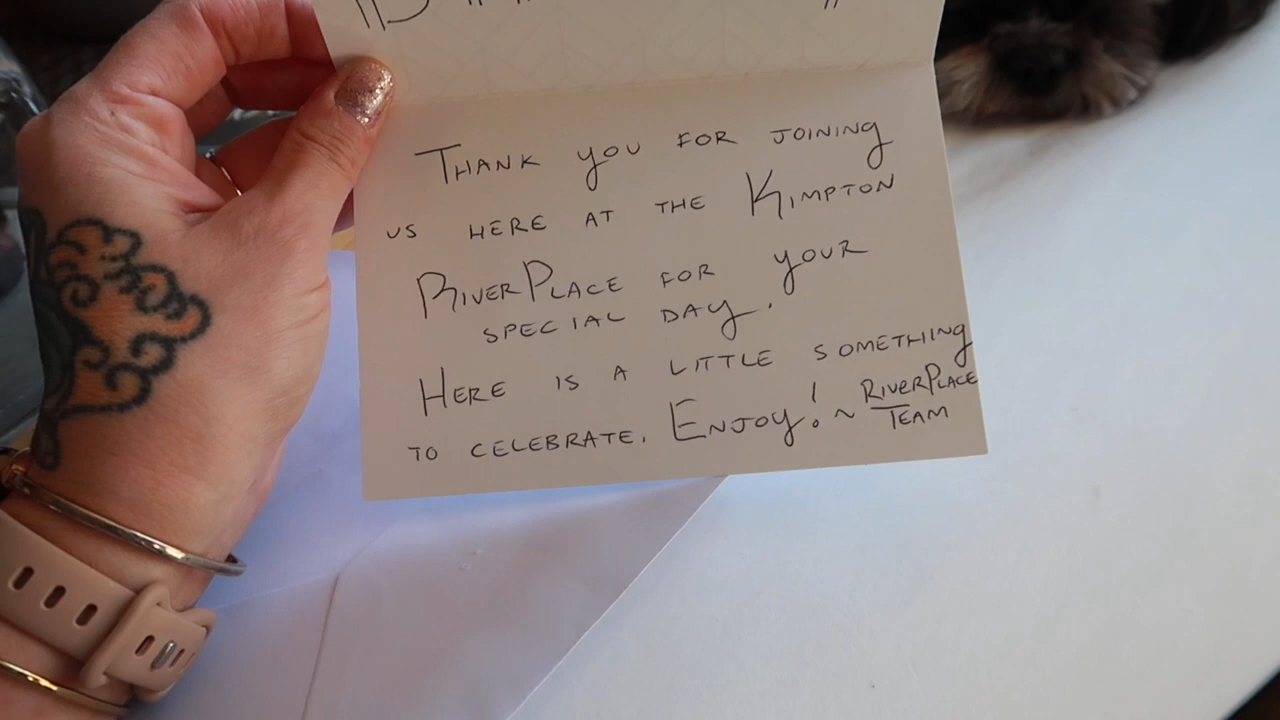 Thank you for joining
us here at the Kimpton
RiverPlace for your
special day.
Here is a little something
to celebrate. Enjoy! ~ RiverPlace
Team